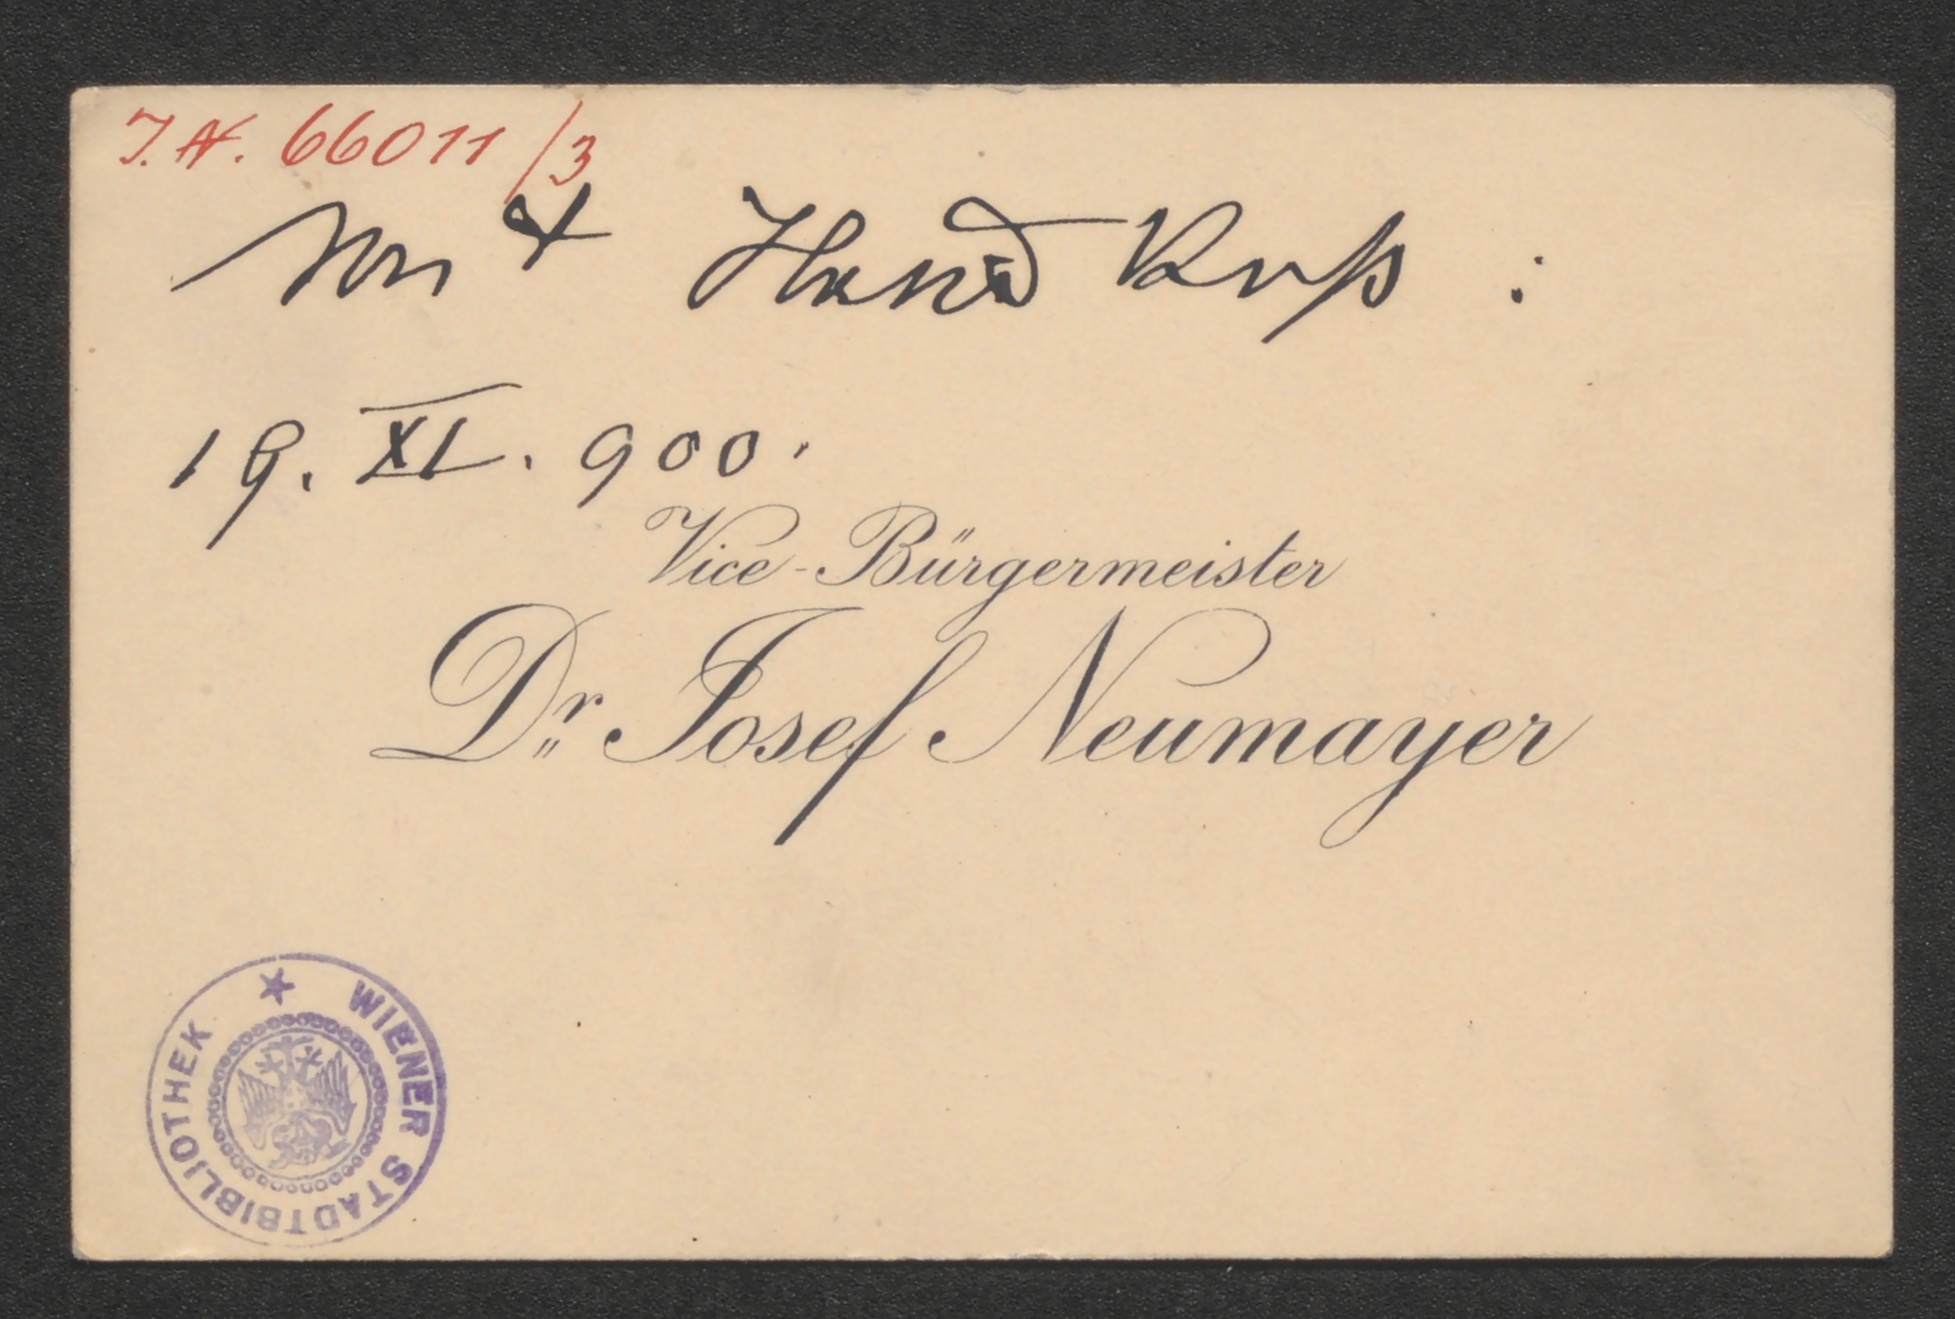 I.N. 66011/3
Mit Handkuß :
19. XI. 900.
Vice-Bürgermeister
Dr. Josef Neumayer
WIENER STADTBIBLIOTHEK